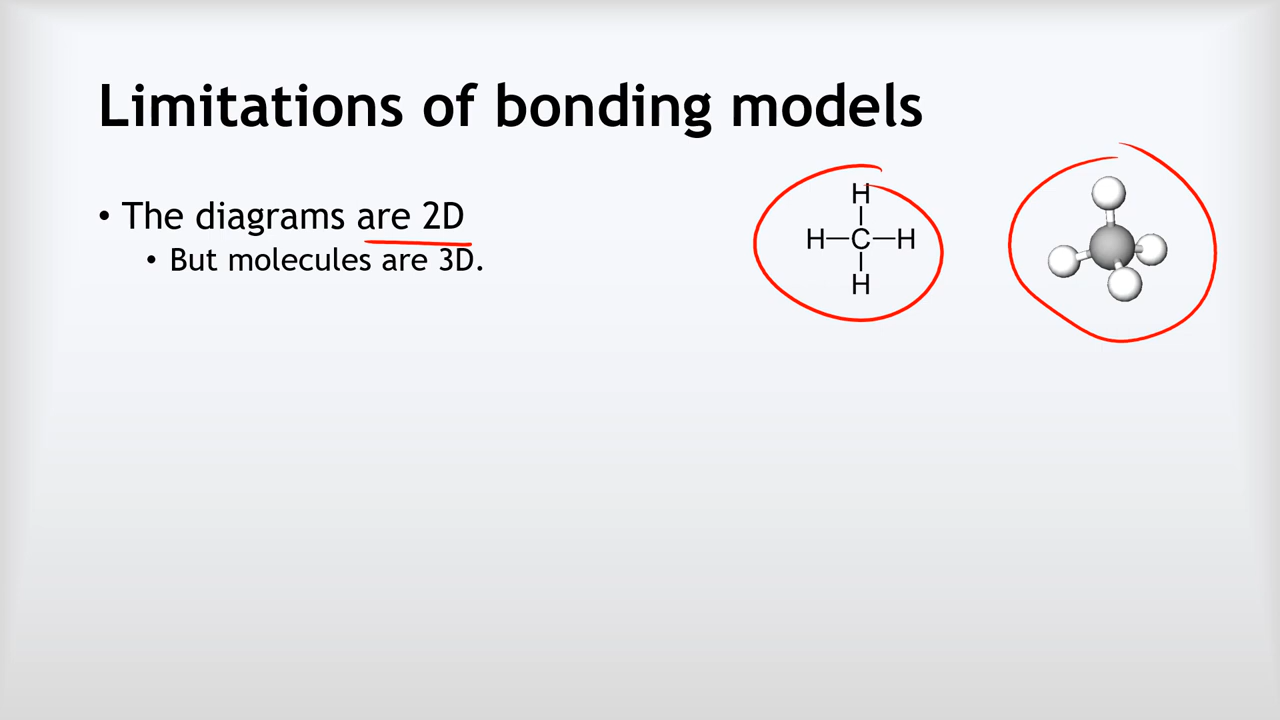 Limitations of bonding models
• The diagrams are 2D
• But molecules are 3D.
H
H—C—H
H